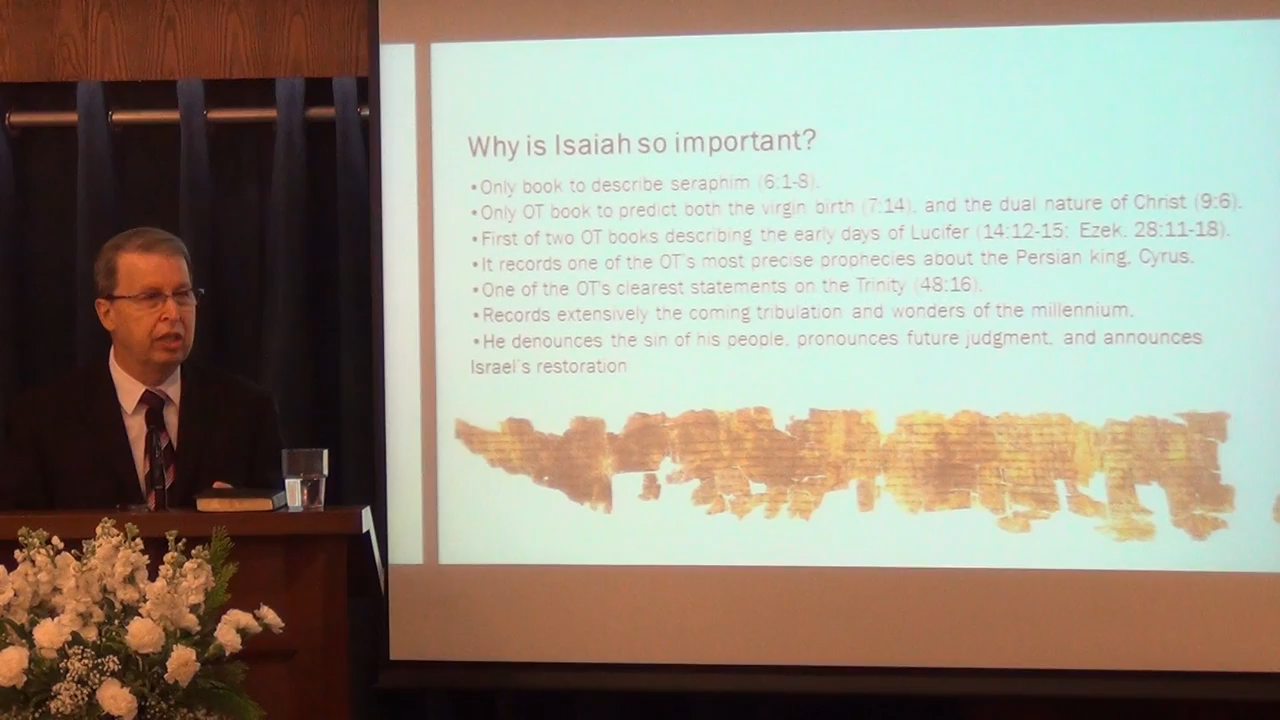 Why is Isaiah so important?
•Only book to describe seraphim (6:1-8).
•Only OT book to predict both the virgin birth (7:14), and the dual nature of Christ (9:6).
•First of two OT books describing the early days of Lucifer (14:12-15; Ezek. 28:11-18).
•It records one of the OT's most precise prophecies about the Persian king, Cyrus.
•One of the OT's clearest statements on the Trinity (48:16).
•Records extensively the coming tribulation and wonders of the millennium.
•He denounces the sin of his people, pronounces future judgment, and announces
Israel's restoration